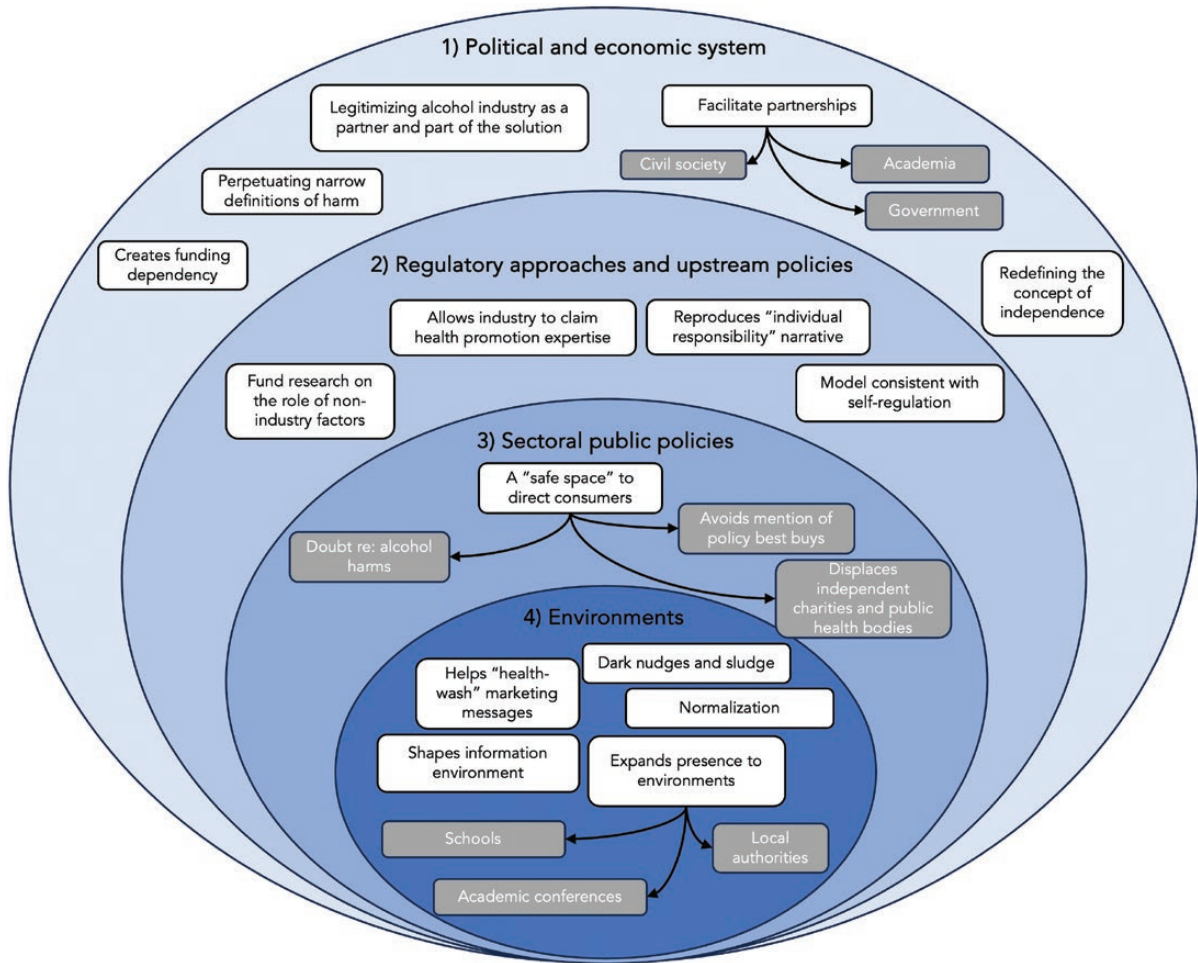 1) Political and economic system
Legitimizing alcohol industry as a
partner and part of the solution
Facilitate partnerships
Civil society
Academia
Government
Perpetuating narrow
definitions of harm
Creates funding
dependency
Redefining the
concept of
independence
2) Regulatory approaches and upstream policies
Allows industry to claim
health promotion expertise
Reproduces “individual
responsibility” narrative
Fund research on
the role of non-
industry factors
Model consistent with
self-regulation
3) Sectoral public policies
A “safe space” to
direct consumers
Doubt re: alcohol
harms
Avoids mention of
policy best buys
Displaces
independent
charities and public
health bodies
4) Environments
Dark nudges and sludge
Helps “health-
wash” marketing
messages
Normalization
Shapes information
environment
Expands presence to
environments
Schools
Local
authorities
Academic conferences